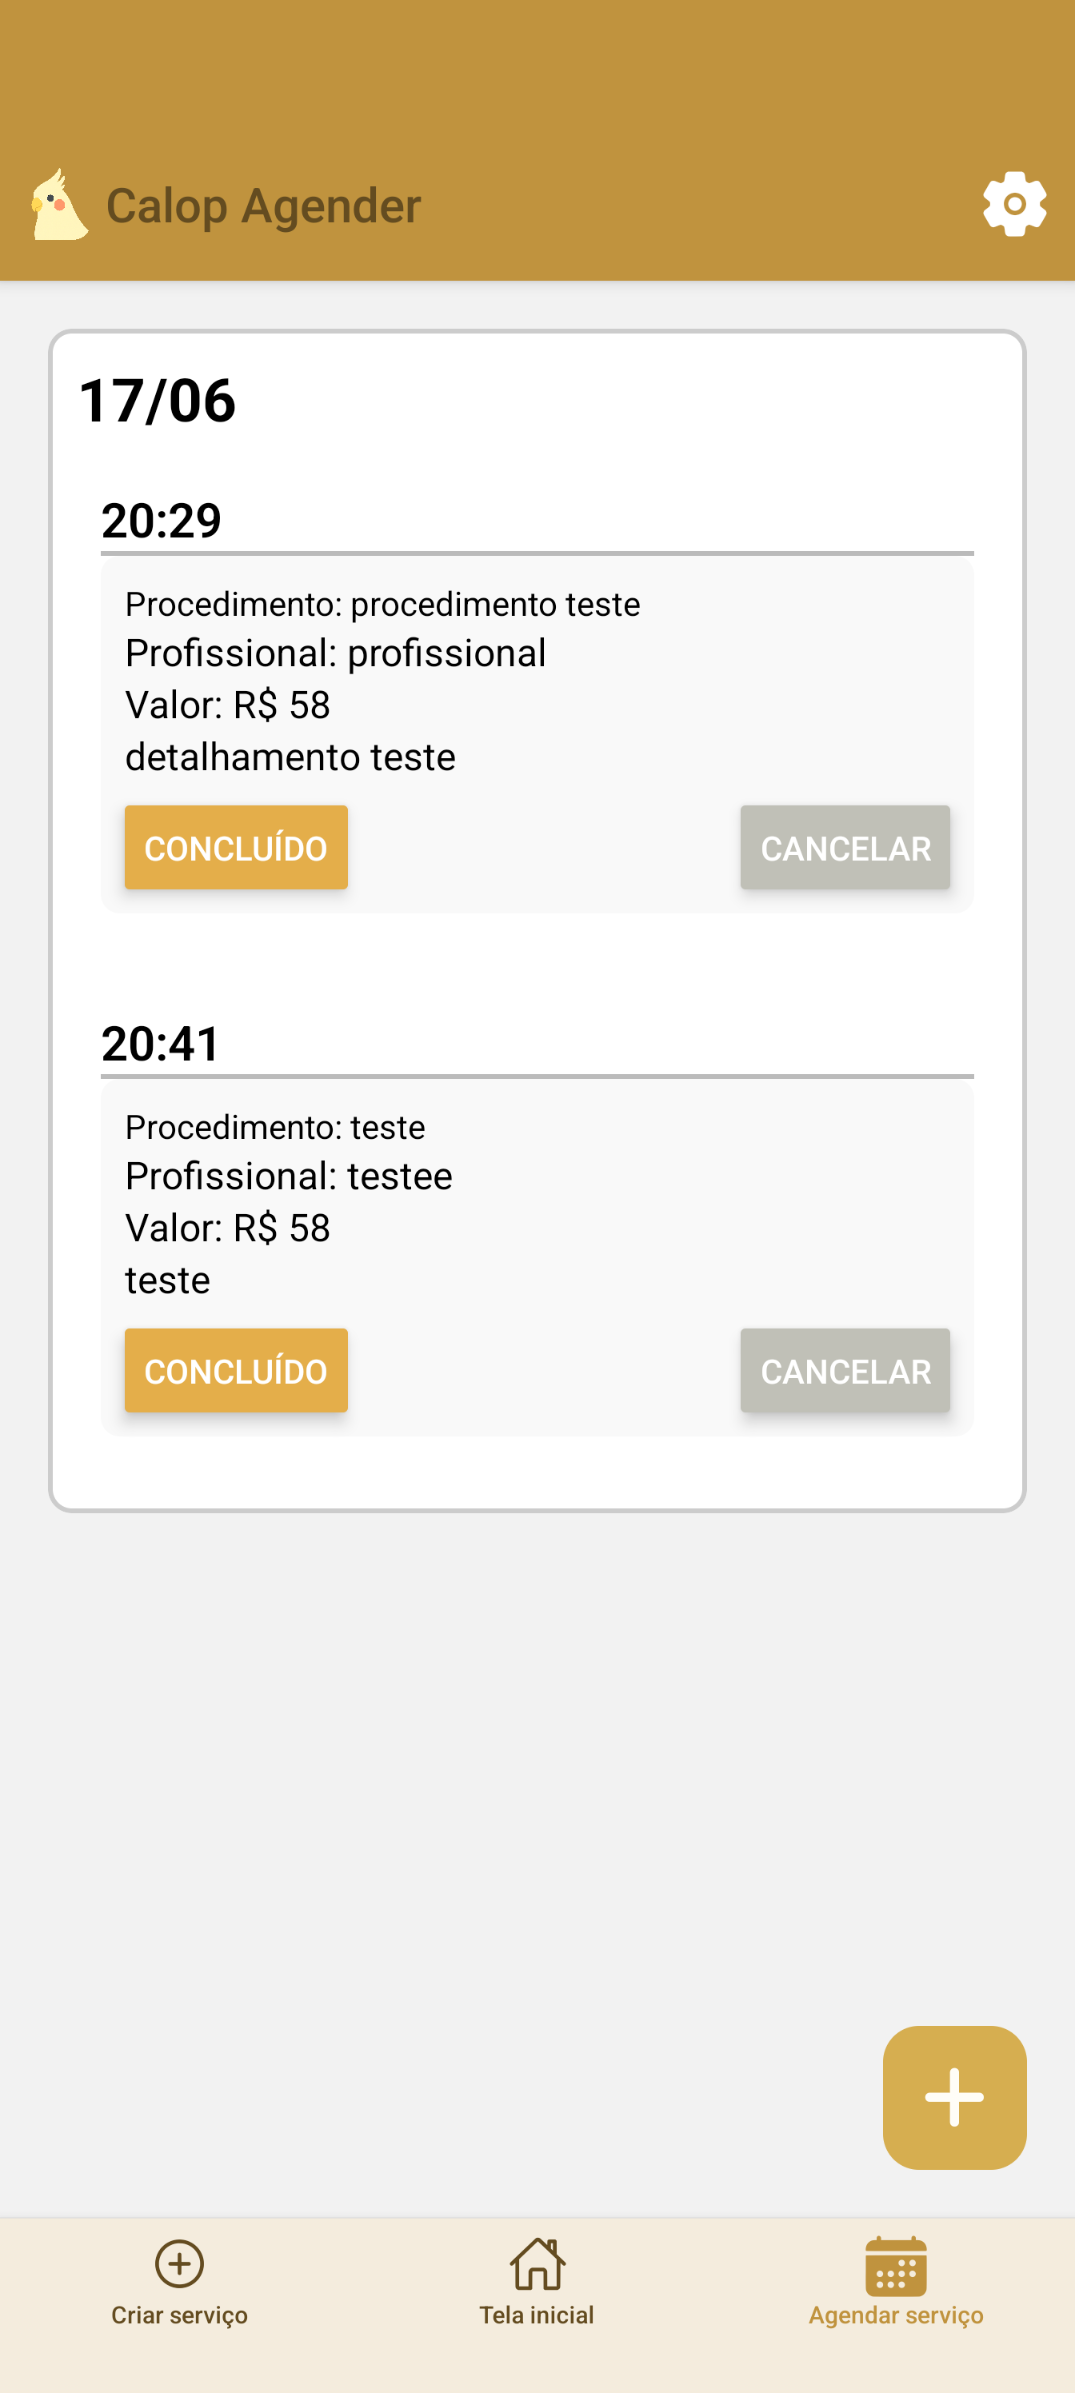 Calop Agender
17/06
20:29
Procedimento: procedimento teste
Profissional: profissional
Valor: R$ 58
detalhamento teste
CONCLUÍDO
CANCELAR
20:41
Procedimento: teste
Profissional: testee
Valor: R$ 58
teste
CONCLUÍDO
CANCELAR
Criar serviço
Tela inicial
Agendar serviço